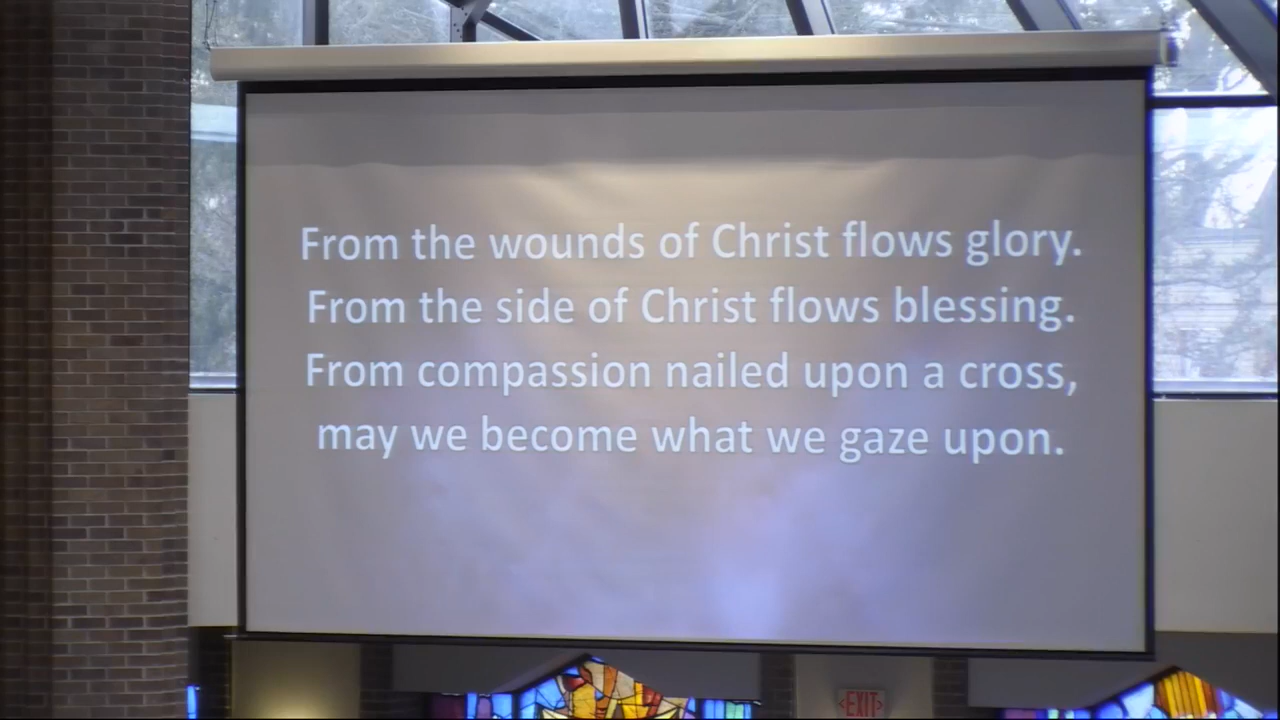 From the wounds of Christ flows glory.
From the side of Christ flows blessing.
From compassion nailed upon a cross,
may we become what we gaze upon.
EXIT